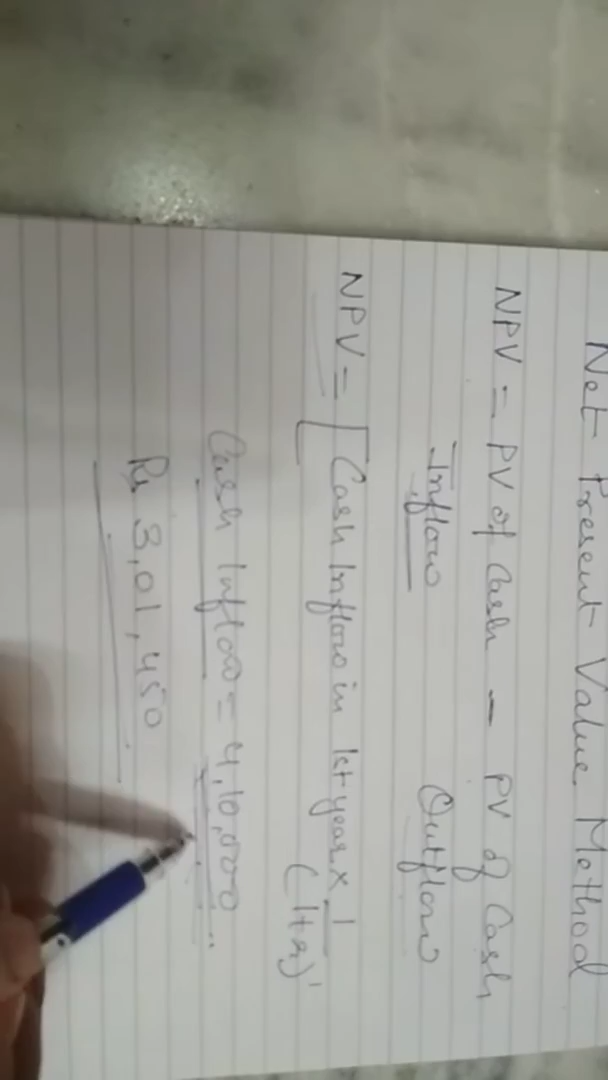 Net Present Value Method
NPV = PV of Cash - PV of Cash
Inflow Outflow
NPV = [Cash Inflow in 1st year x 1/(1+r)¹
Cash Inflow = 4,10,000
Rs 3,01,450